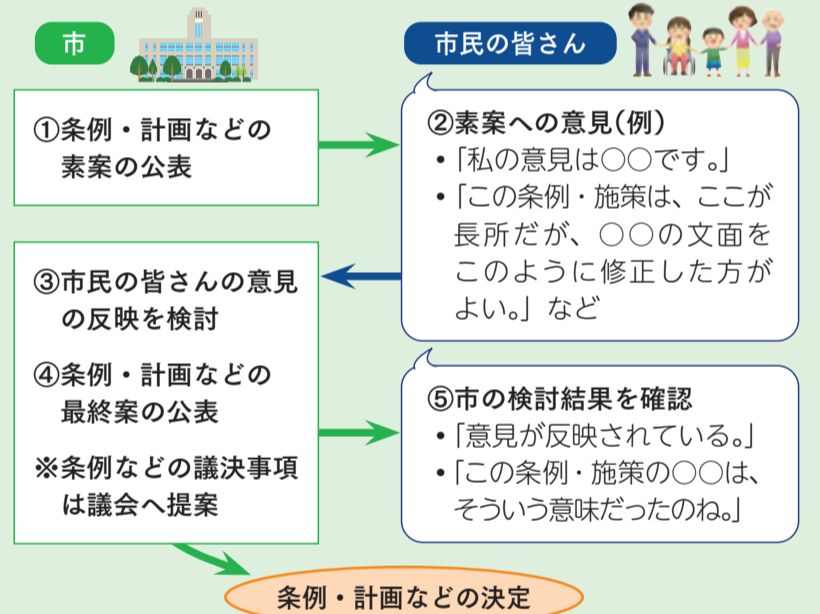 市
市民の皆さん
①条例・計画などの
素案の公表
②素案への意見(例)
•「私の意見は○○です。」
•「この条例・施策は、ここが
長所だが、○○の文面を
このように修正した方が
よい。」など
③市民の皆さんの意見
の反映を検討
④条例・計画などの
最終案の公表
※条例などの議決事項
は議会へ提案
⑤市の検討結果を確認
•「意見が反映されている。」
•「この条例・施策の○○は、
そういう意味だったのね。」
条例・計画などの決定